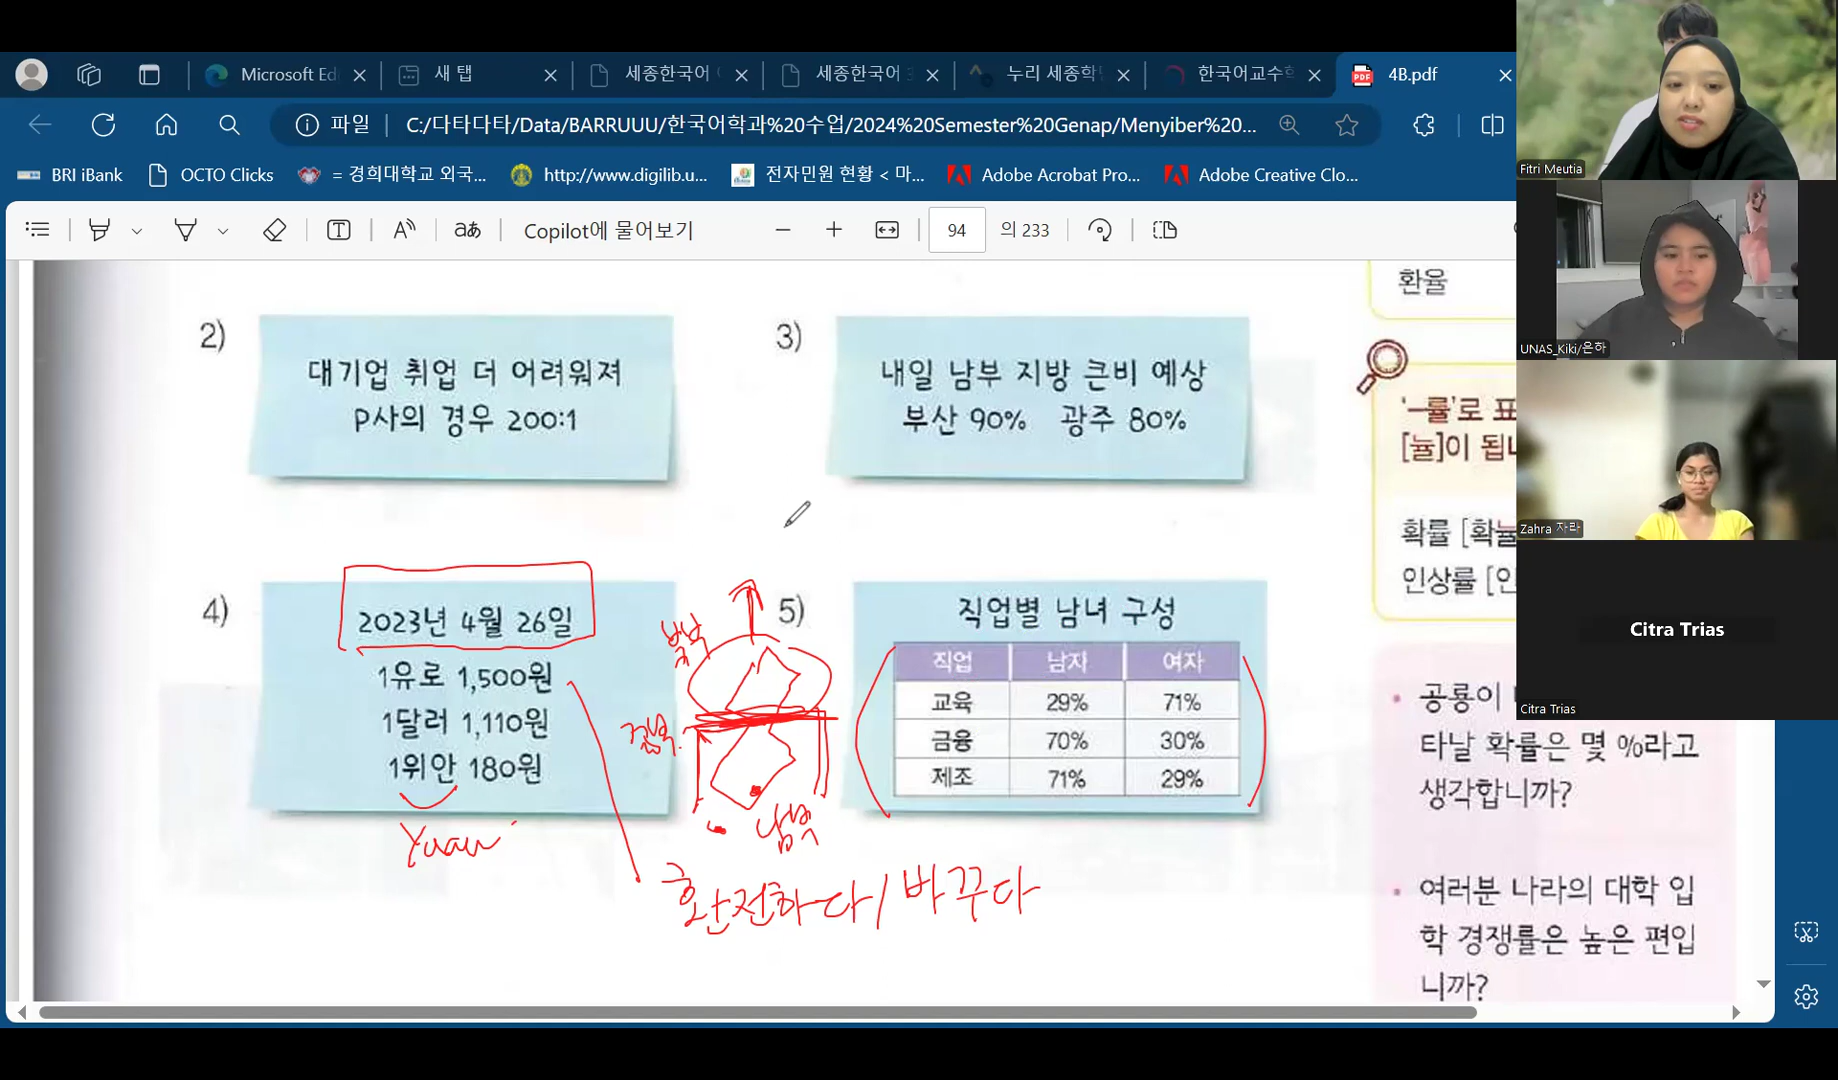 Microsoft Ed
새 탭
세종한국어
세종한국어 3
누리 세종학
한국어교수학
4B.pdf
파일
C:/다타다타/Data/BARRUUU/한국어학과%20수업/2024%20Semester%20Genap/Menyiber%20...
BRI iBank
OCTO Clicks
= 경희대학교 외국...
http://www.digilib.u...
전자민원 현황 < 마...
Adobe Acrobat Pro...
Adobe Creative Clo...
Copilot에 물어보기
94
의 233
환율
2)
대기업 취업 더 어려워져
P사의 경우 200:1
3)
내일 남부 지방 큰비 예상
부산 90% 광주 80%
'–률'로 표
[뉼]이 됩니
확률 [확뉼
인상률 [인
4)
2023년 4월 26일
1유로 1,500원
1달러 1,110원
1위안 180원
Yuan
환전하다/바꾸다
5)
직업별 남녀 구성
직업 남자 여자
교육 29% 71%
금융 70% 30%
제조 71% 29%
공룡이
타날 확률은 몇 %라고
생각합니까?
여러분 나라의 대학 입
학 경쟁률은 높은 편입
니까?
Fitri Meutia
UNAS_Kiki/은하
Zahra 자라
Citra Trias
Citra Trias